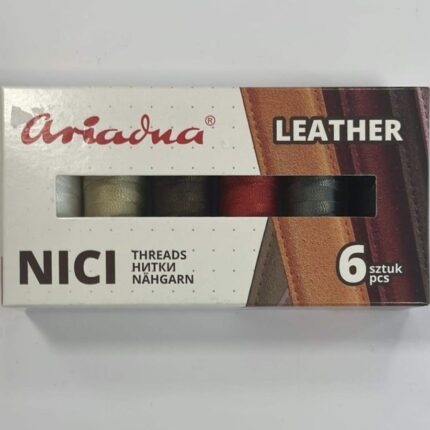 ariadna®
LEATHER
NICI
THREADS
НИТКИ
NÄHGARN
6 sztuk
pcs